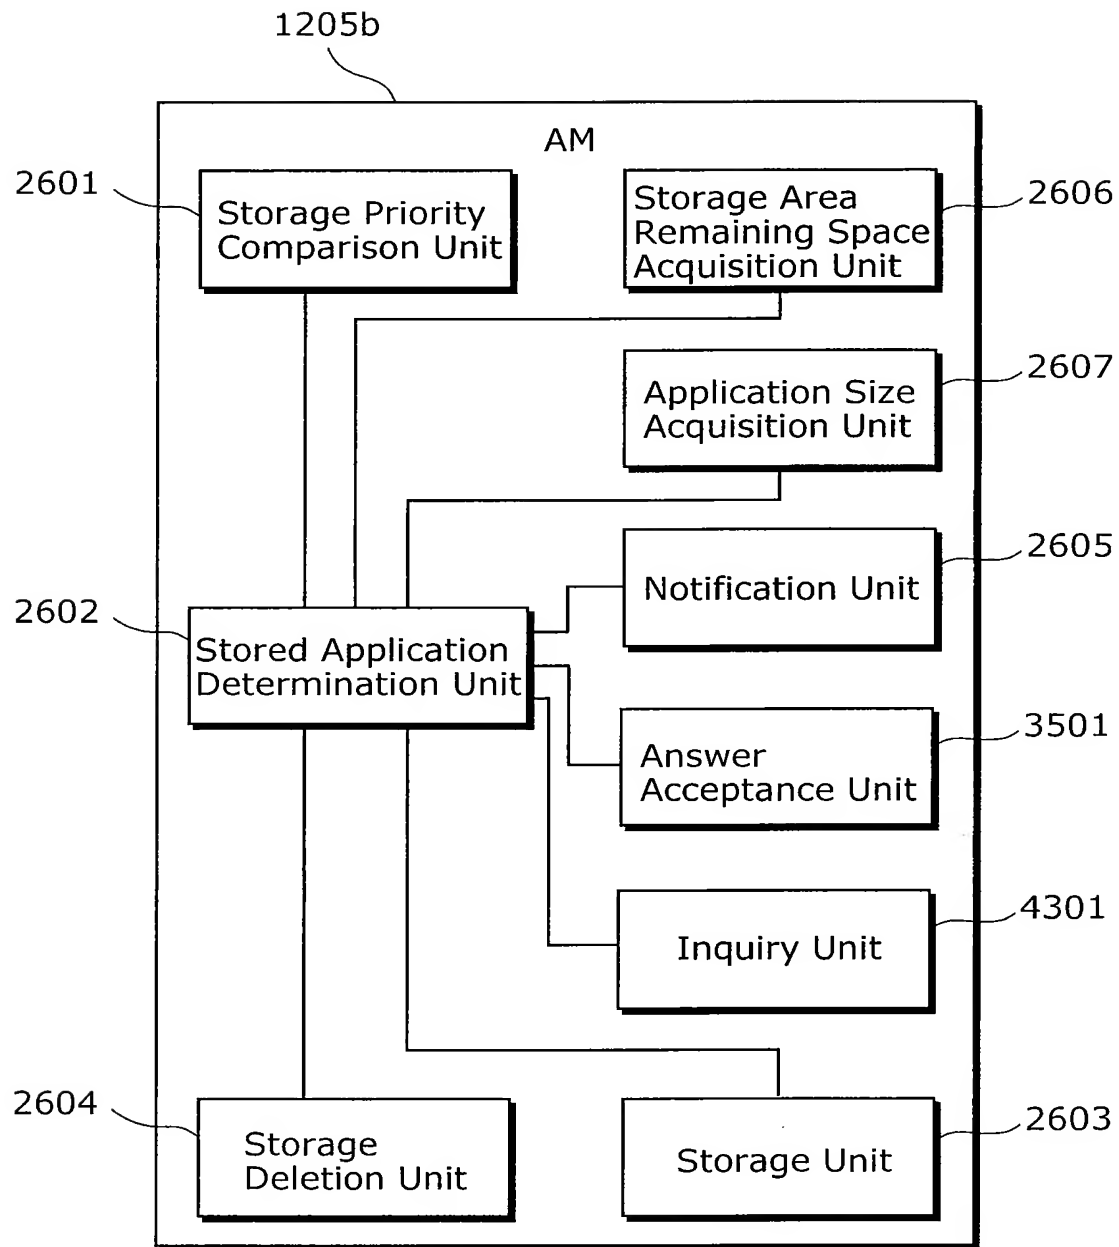 1205b
AM
2601
Storage Priority
Comparison Unit
Storage Area
Remaining Space
Acquisition Unit
2606
Application Size
Acquisition Unit
2607
Notification Unit
2605
2602
Stored Application
Determination Unit
Answer
Acceptance Unit
3501
Inquiry Unit
4301
2604
Storage
Deletion Unit
Storage Unit
2603